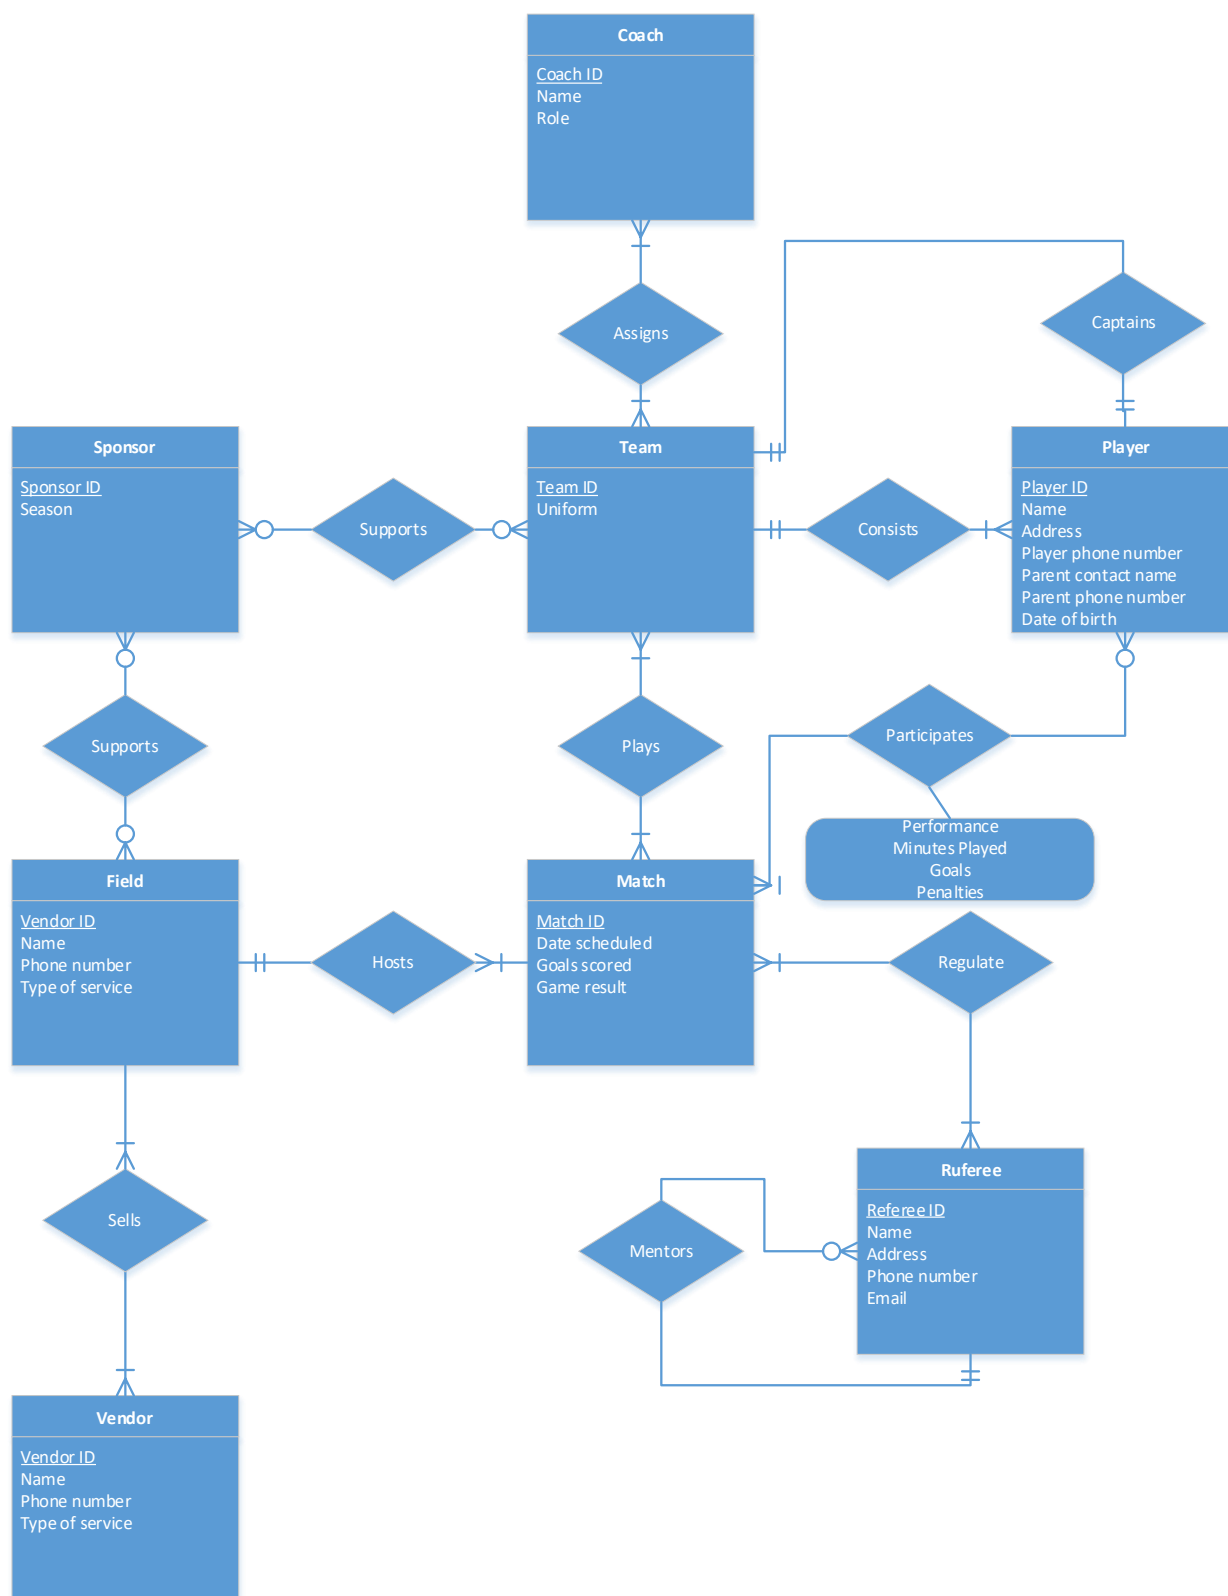 Coach
Coach ID
Name
Role
Assigns
Captains
Sponsor
Sponsor ID
Season
Supports
Team
Team ID
Uniform
Consists
Player
Player ID
Name
Address
Player phone number
Parent contact name
Parent phone number
Date of birth
Supports
Plays
Participates
Performance
Minutes Played
Goals
Penalties
Field
Vendor ID
Name
Phone number
Type of service
Hosts
Match
Match ID
Date scheduled
Goals scored
Game result
Regulate
Sells
Mentors
Ruferee
Referee ID
Name
Address
Phone number
Email
Vendor
Vendor ID
Name
Phone number
Type of service